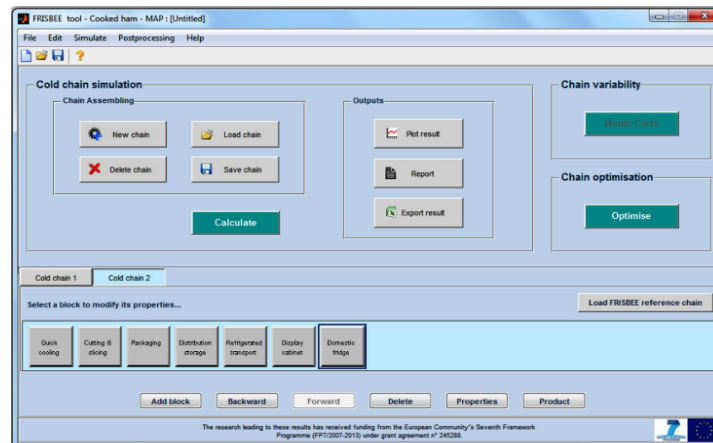 FRISBEE tool - Cooked ham - MAP : [Untitled]
File Edit Simulate Postprocessing Help
Cold chain simulation
Chain Assembling
New chain
Load chain
Delete chain
Save chain
Calculate
Outputs
Plot result
Report
Export result
Chain variability
Monte Carlo
Chain optimisation
Optimise
Cold chain 1
Cold chain 2
Select a block to modify its properties...
Load FRISBEE reference chain
Quick
cooling
Cutting &
slicing
Packaging
Distribution
storage
Refrigerated
transport
Display
cabinet
Domestic
fridge
Add block
Backward
Forward
Delete
Properties
Product
The research leading to these results has received funding from the European Community's Seventh Framework
Programme (FP7/2007-2013) under grant agreement n° 245288.